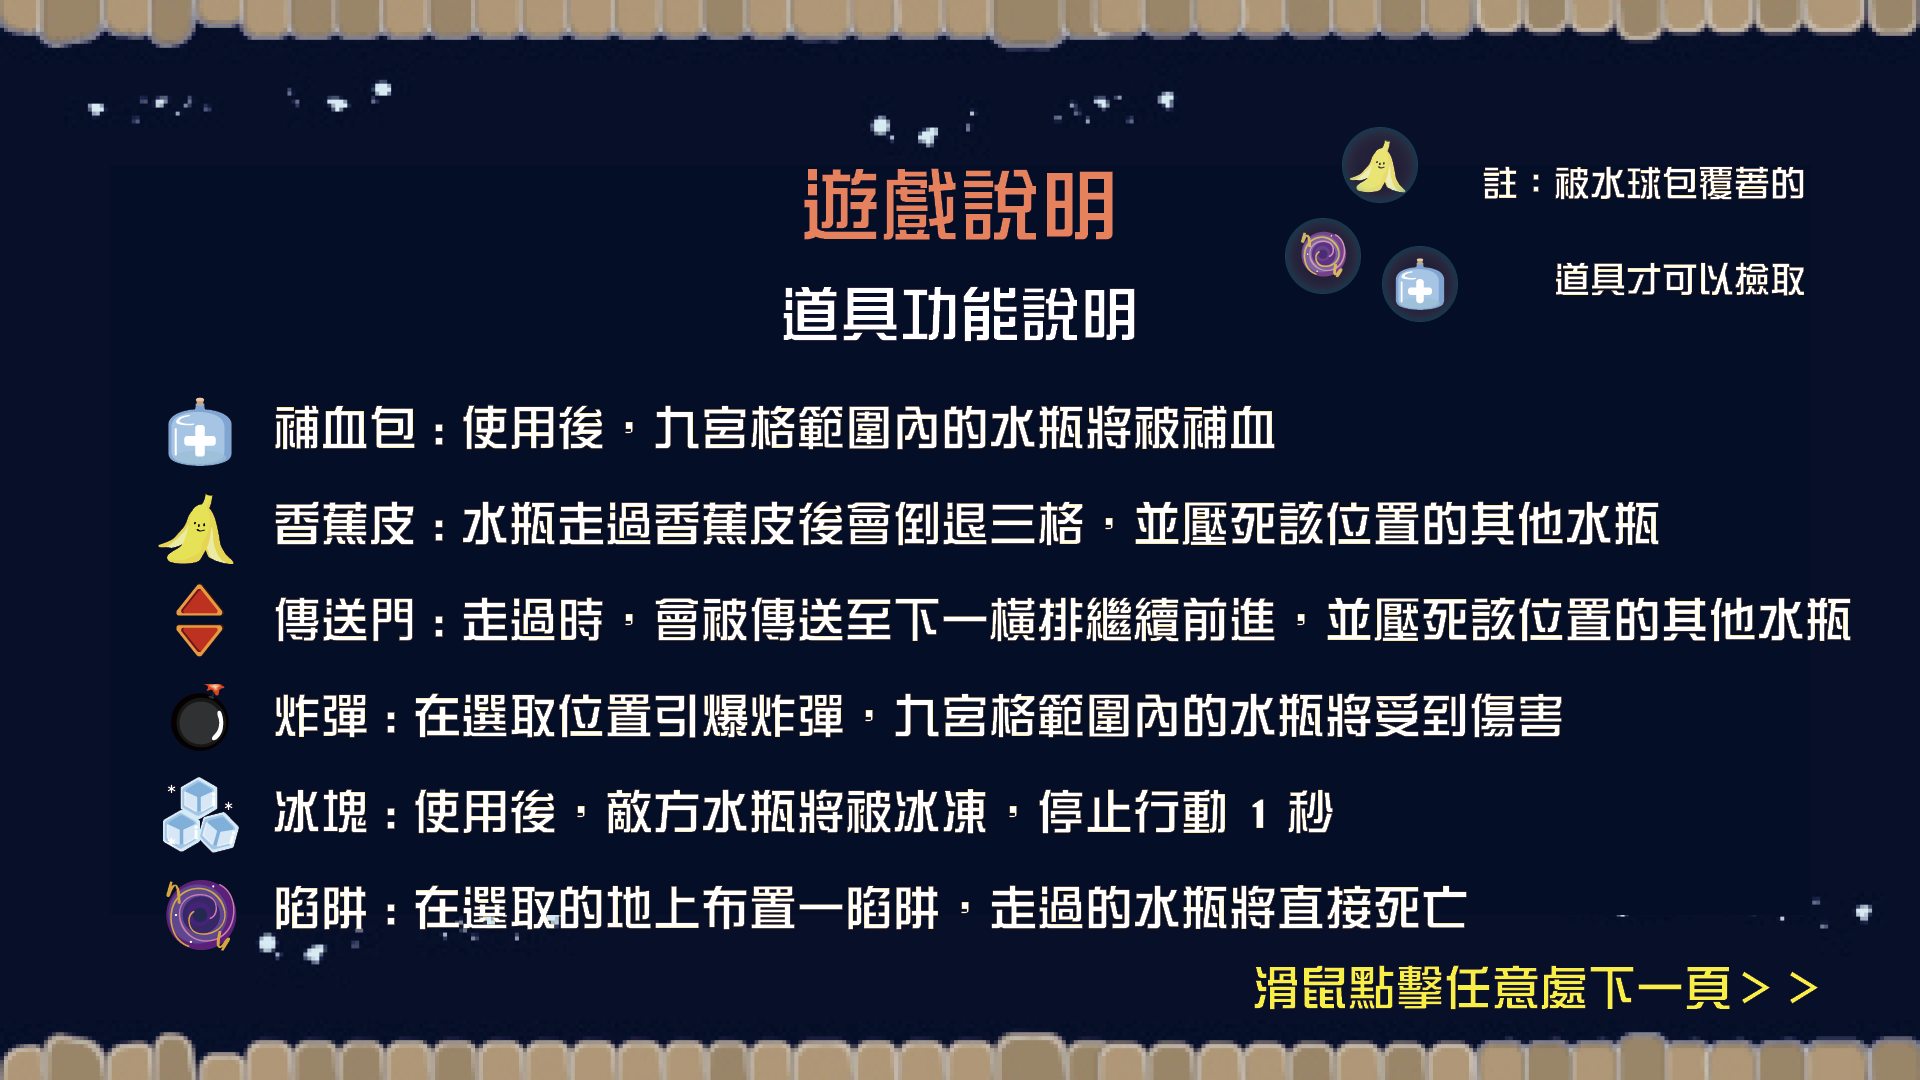 遊戲說明
道具功能說明
註：被水球包覆著的
道具才可以撿取
補血包：使用後，九宮格範圍內的水瓶將被補血
香蕉皮：水瓶走過香蕉皮後會倒退三格，並壓死該位置的其他水瓶
傳送門：走過時，會被傳送至下一橫排繼續前進，並壓死該位置的其他水瓶
炸彈：在選取位置引爆炸彈，九宮格範圍內的水瓶將受到傷害
冰塊：使用後，敵方水瓶將被冰凍，停止行動 1 秒
陷阱：在選取的地上布置一陷阱，走過的水瓶將直接死亡
滑鼠點擊任意處下一頁＞＞